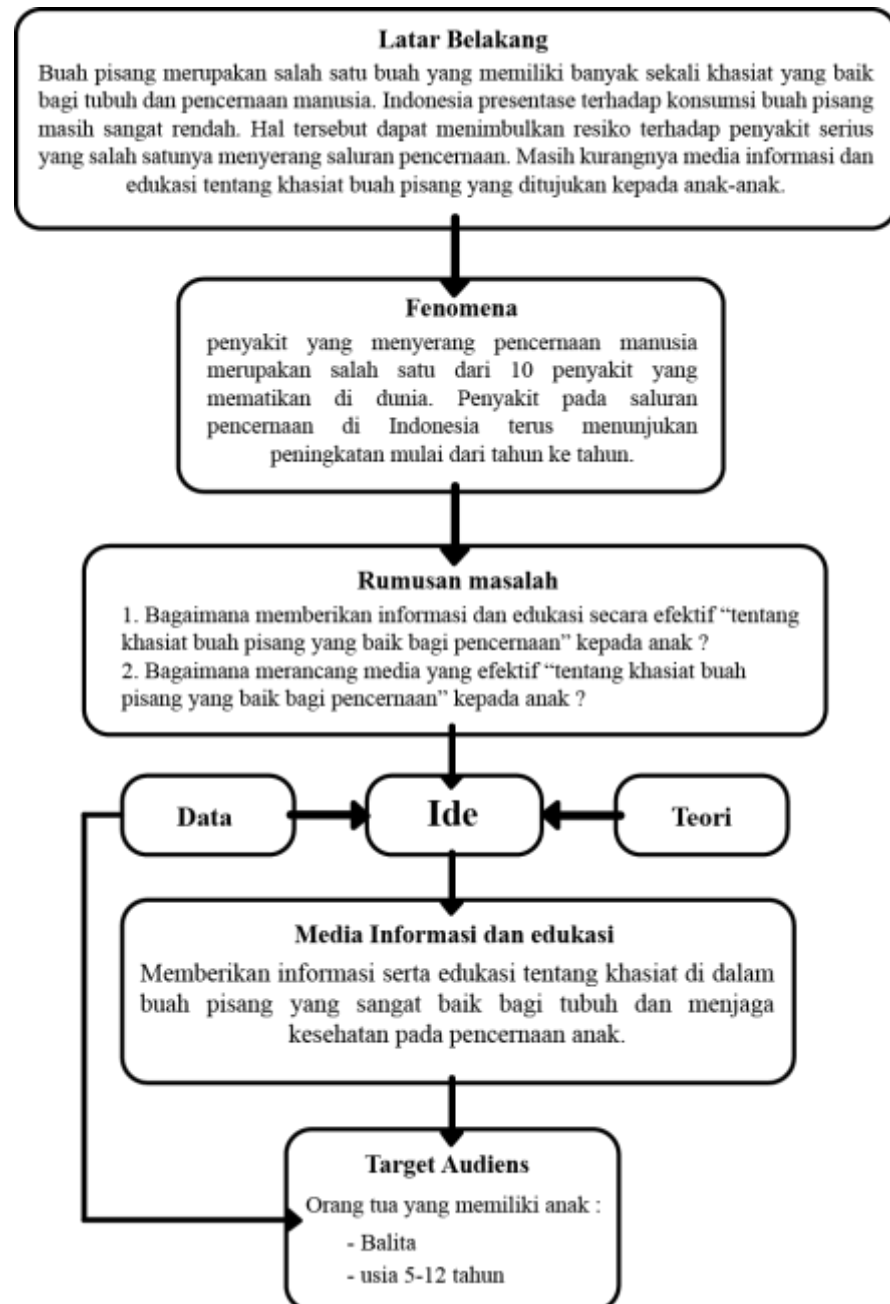 Latar Belakang
Buah pisang merupakan salah satu buah yang memiliki banyak sekali khasiat yang baik
bagi tubuh dan pencernaan manusia. Indonesia presentase terhadap konsumsi buah pisang
masih sangat rendah. Hal tersebut dapat menimbulkan resiko terhadap penyakit serius
yang salah satunya menyerang saluran pencernaan. Masih kurangnya media informasi dan
edukasi tentang khasiat buah pisang yang ditujukan kepada anak-anak.
Fenomena
penyakit yang menyerang pencernaan manusia
merupakan salah satu dari 10 penyakit yang
mematikan di dunia. Penyakit pada saluran
pencernaan di Indonesia terus menunjukan
peningkatan mulai dari tahun ke tahun.
Rumusan masalah
1. Bagaimana memberikan informasi dan edukasi secara efektif “tentang
khasiat buah pisang yang baik bagi pencernaan” kepada anak ?
2. Bagaimana merancang media yang efektif “tentang khasiat buah
pisang yang baik bagi pencernaan” kepada anak ?
Data
Ide
Teori
Media Informasi dan edukasi
Memberikan informasi serta edukasi tentang khasiat di dalam
buah pisang yang sangat baik bagi tubuh dan menjaga
kesehatan pada pencernaan anak.
Target Audiens
Orang tua yang memiliki anak :
- Balita
- usia 5-12 tahun